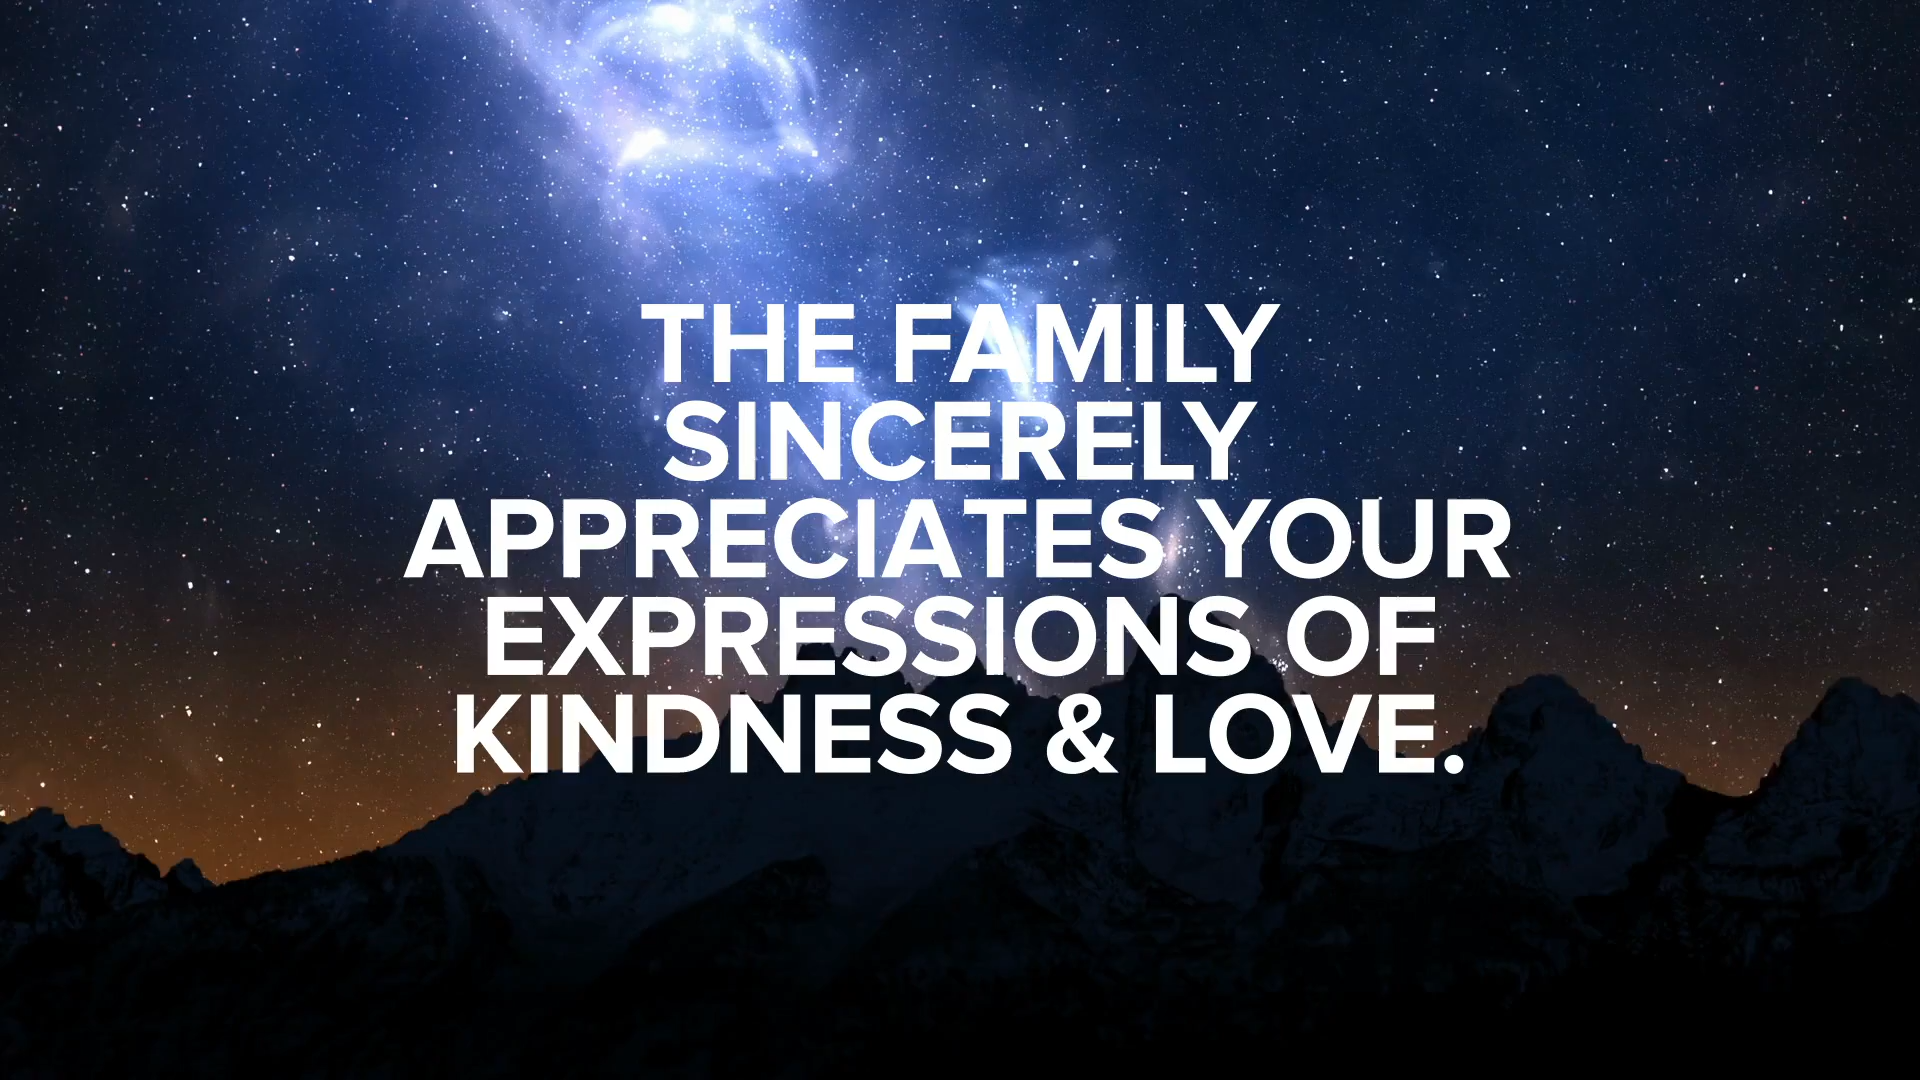 THE FAMILY
SINCERELY
APPRECIATES YOUR
EXPRESSIONS OF
KINDNESS & LOVE.